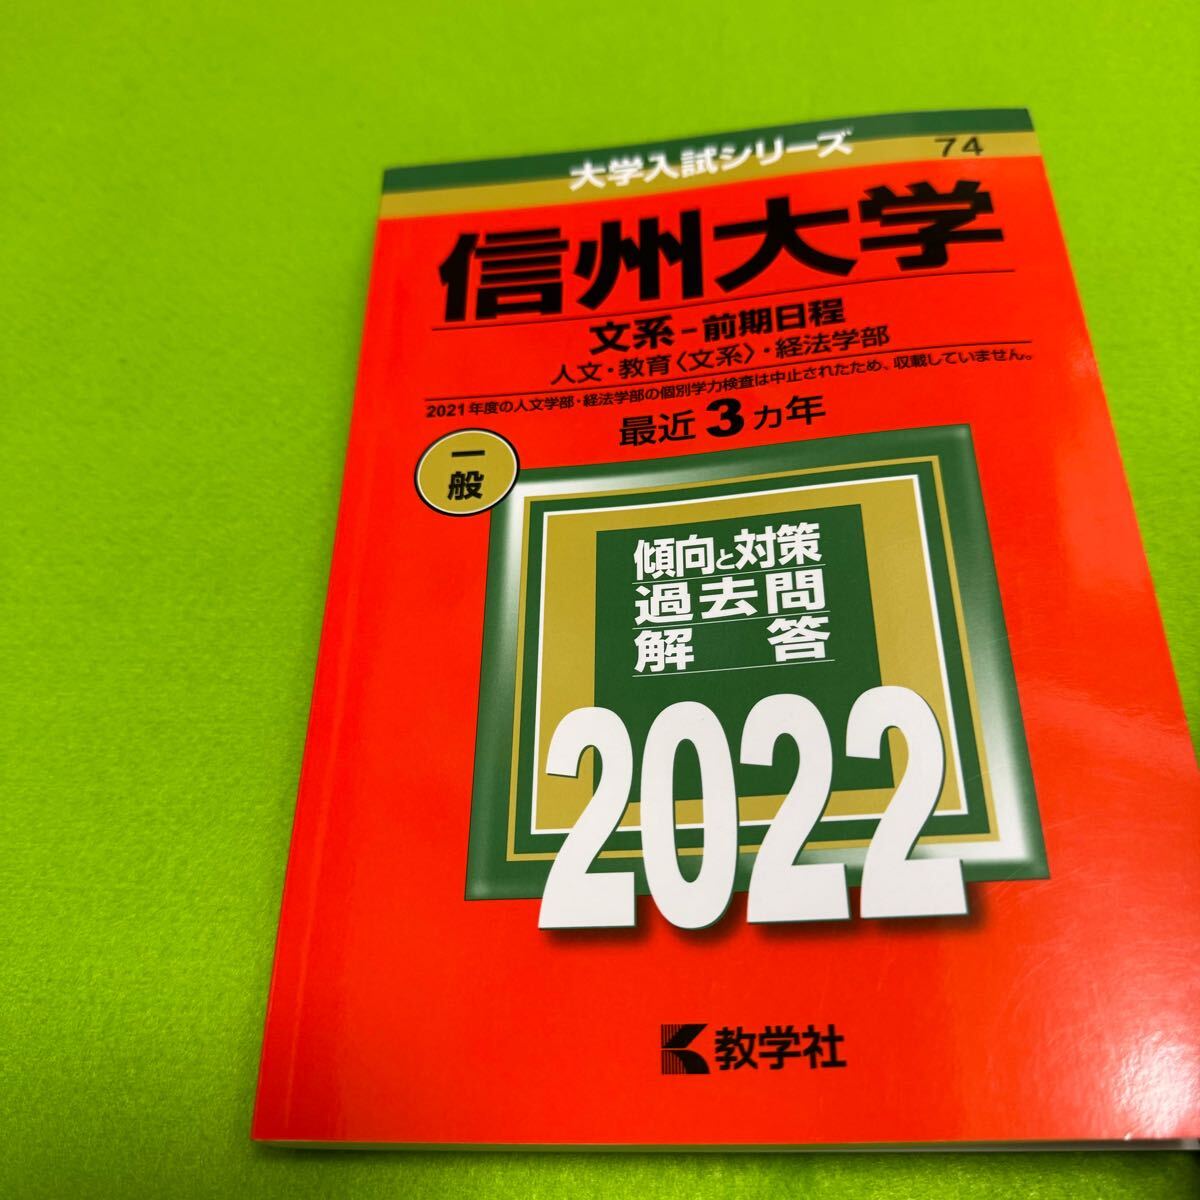 大学入試シリーズ
74
信州大学
文系-前期日程
人文・教育〈文系〉・経法学部
2021年度の人文学部・経法学部の個別学力検査は中止されたため、収載していません。
最近3カ年
一般
傾向と対策
過去問
解答
2022
教学社